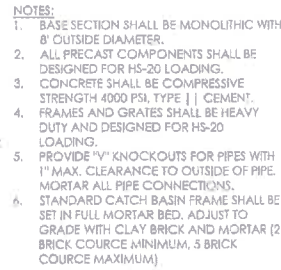 NOTES:
1. BASE SECTION SHALL BE MONOLITHIC WITH
8' OUTSIDE DIAMETER.
2. ALL PRECAST COMPONENTS SHALL BE
DESIGNED FOR HS-20 LOADING.
3. CONCRETE SHALL BE COMPRESSIVE
STRENGTH 4000 PSI, TYPE || CEMENT.
4. FRAMES AND GRATES SHALL BE HEAVY
DUTY AND DESIGNED FOR HS-20
LOADING.
5. PROVIDE "V" KNOCKOUTS FOR PIPES WITH
1" MAX. CLEARANCE TO OUTSIDE OF PIPE.
MORTAR ALL PIPE CONNECTIONS.
6. STANDARD CATCH BASIN FRAME SHALL BE
SET IN FULL MORTAR BED. ADJUST TO
GRADE WITH CLAY BRICK AND MORTAR (2
BRICK COURCE MINIMUM, 5 BRICK
COURCE MAXIMUM)